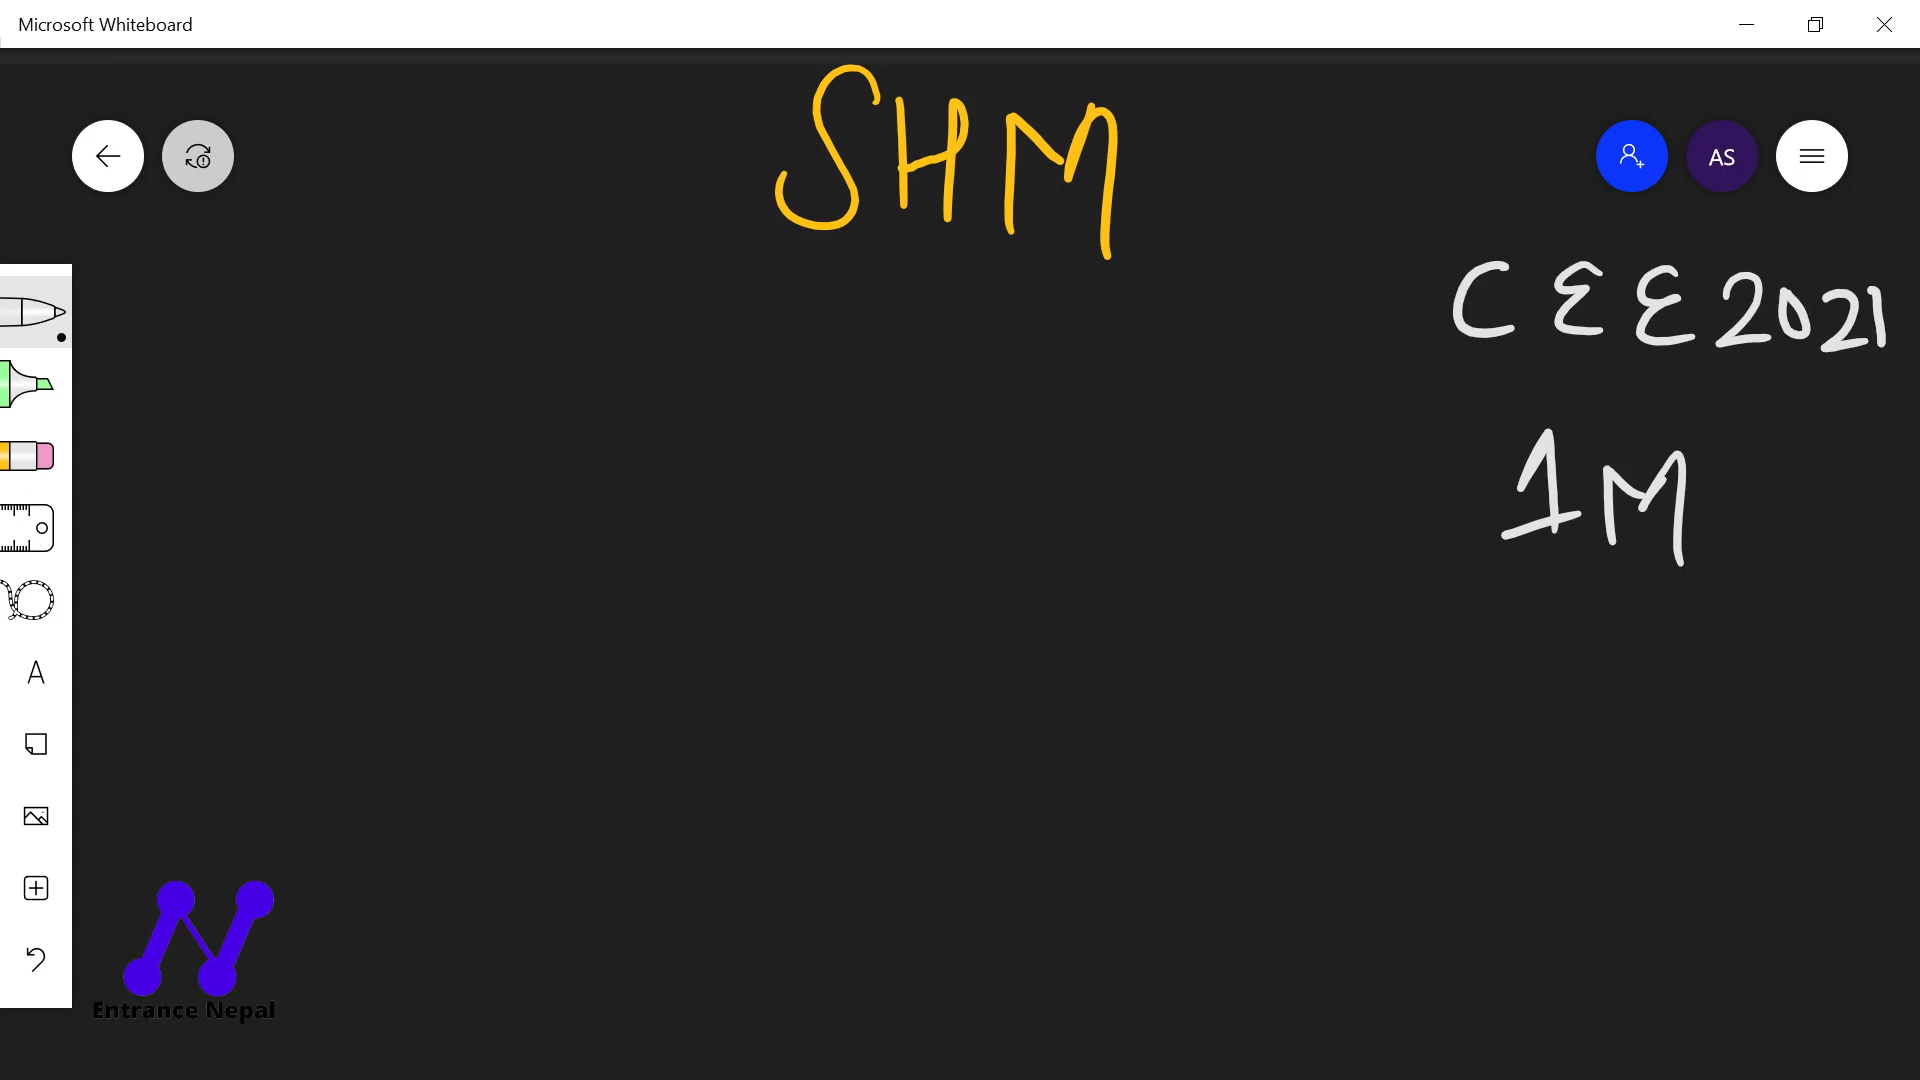 Microsoft Whiteboard
SHM
AS
CEE 2021
1M
A
Entrance Nepal